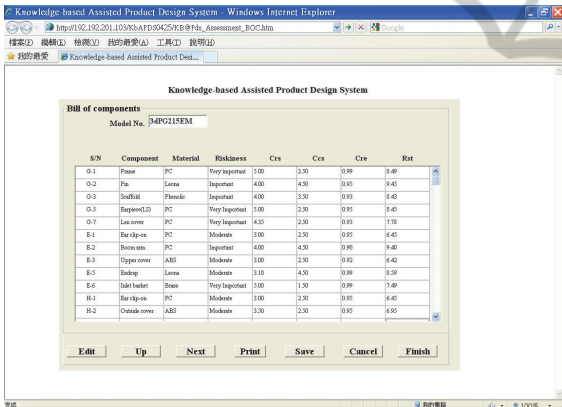 Knowledge-based Assisted Product Design System - Windows Internet Explorer
http://192.192.201.103/KbAPDS0425/KB@Pds_Assessment_BOC.htm Google
檔案(F) 編輯(E) 檢視(V) 我的最愛(A) 工具(T) 說明(H)
我的最愛 Knowledge-based Assisted Product Desi...
Knowledge-based Assisted Product Design System
Bill of components
Model No. 3dPG215EM
S/N Component Material Riskiness Crs Ccs Cre Rst
G-1 Frame PC Very important 5.00 2.50 0.99 8.49
G-2 Pin Leona Important 4.00 4.50 0.95 9.45
G-3 Scaffold Phenolic Important 4.00 3.50 0.93 8.43
G-5 Earpiece(LS) PC Very Important 5.00 2.50 0.95 8.45
G-7 Len cover PC Very Important 4.35 2.50 0.93 7.78
E-1 Ear clip-on PC Moderate 3.00 2.50 0.95 6.45
E-2 Boom arm PC Important 4.00 4.50 0.90 9.40
E-3 Upper cover ABS Moderate 3.00 2.50 0.92 6.42
E-5 Endcap Leona Moderate 3.10 4.50 0.99 8.59
E-6 Inlet basket Brass Very Important 5.00 1.50 0.99 7.49
H-1 Ear clip-on PC Moderate 3.00 2.50 0.95 6.45
H-2 Outside cover ABS Moderate 3.50 2.50 0.95 6.95
Edit Up Next Print Save Cancel Finish
完成 我的電腦 100%